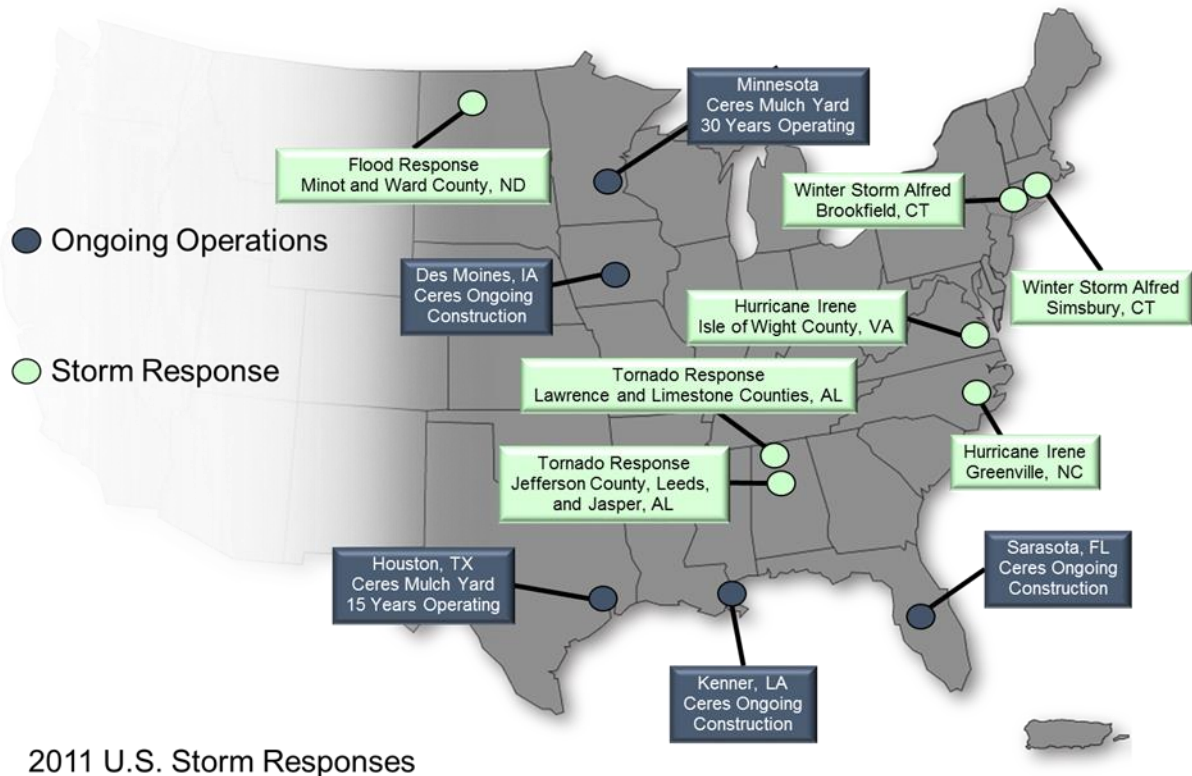 Minnesota
Ceres Mulch Yard
30 Years Operating
Flood Response
Minot and Ward County, ND
Winter Storm Alfred
Brookfield, CT
Ongoing Operations
Des Moines, IA
Ceres Ongoing
Construction
Winter Storm Alfred
Simsbury, CT
Hurricane Irene
Isle of Wight County, VA
Storm Response
Tornado Response
Lawrence and Limestone Counties, AL
Hurricane Irene
Greenville, NC
Tornado Response
Jefferson County, Leeds,
and Jasper, AL
Houston, TX
Ceres Mulch Yard
15 Years Operating
Sarasota, FL
Ceres Ongoing
Construction
Kenner, LA
Ceres Ongoing
Construction
2011 U.S. Storm Responses